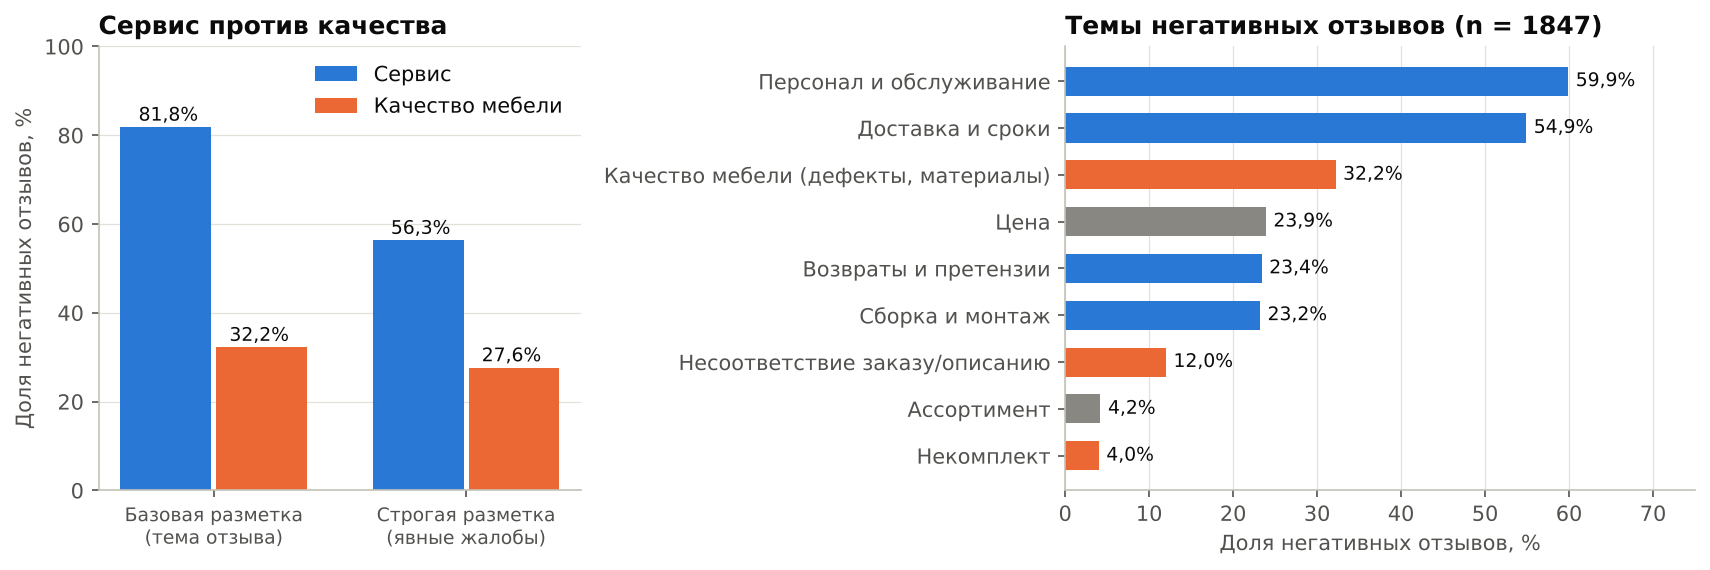 Сервис против качества
Доля негативных отзывов, %
100
80
60
40
20
0
Сервис
Качество мебели
81,8%
32,2%
56,3%
27,6%
Базовая разметка
(тема отзыва)
Строгая разметка
(явные жалобы)
Темы негативных отзывов (n = 1847)
Персонал и обслуживание 59,9%
Доставка и сроки 54,9%
Качество мебели (дефекты, материалы) 32,2%
Цена 23,9%
Возвраты и претензии 23,4%
Сборка и монтаж 23,2%
Несоответствие заказу/описанию 12,0%
Ассортимент 4,2%
Некомплект 4,0%
0 10 20 30 40 50 60 70
Доля негативных отзывов, %